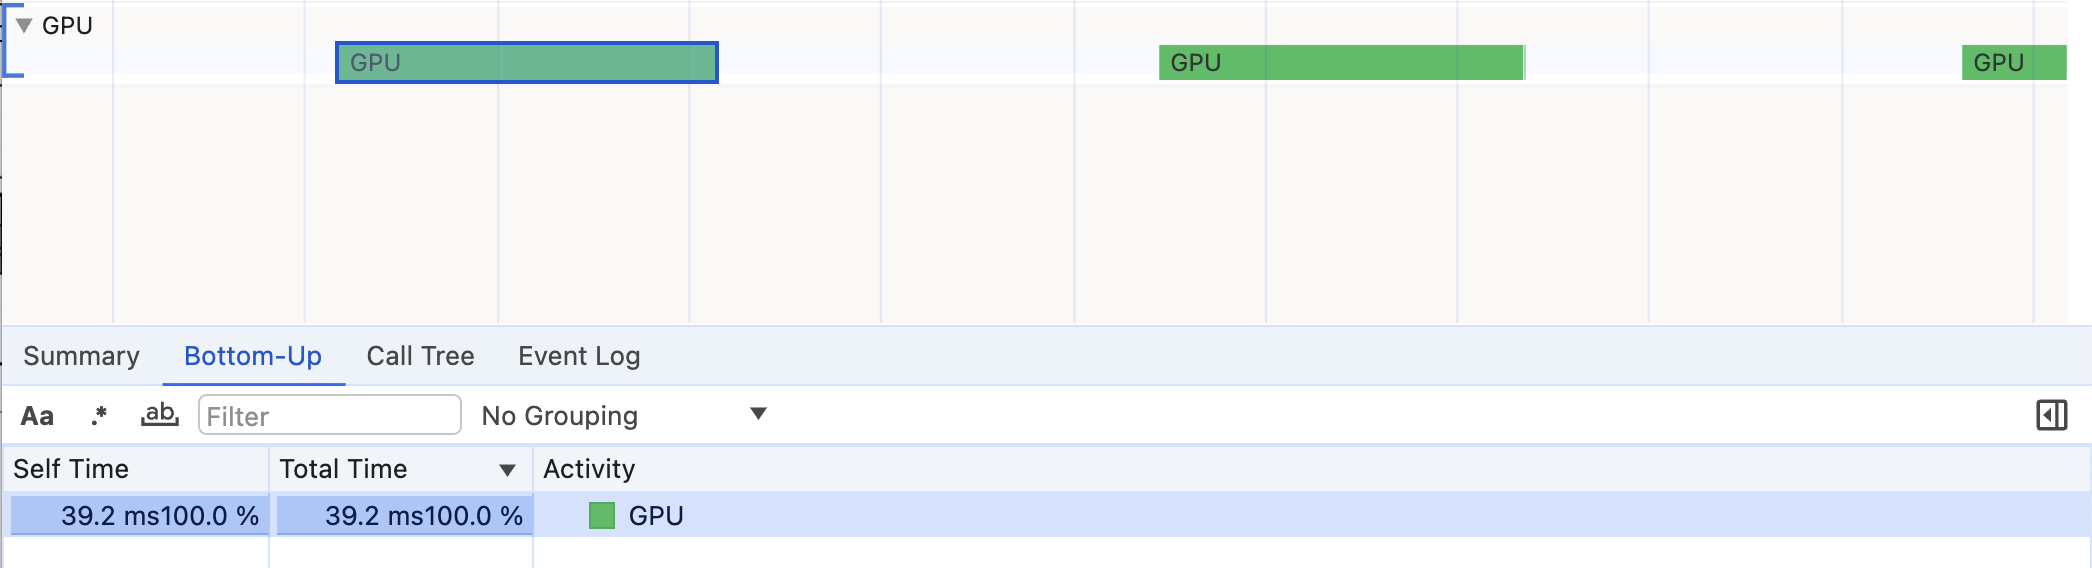 GPU
GPU GPU GPU
Summary Bottom-Up Call Tree Event Log
Aa .* ab Filter No Grouping
Self Time Total Time Activity
39.2 ms100.0 % 39.2 ms100.0 % GPU